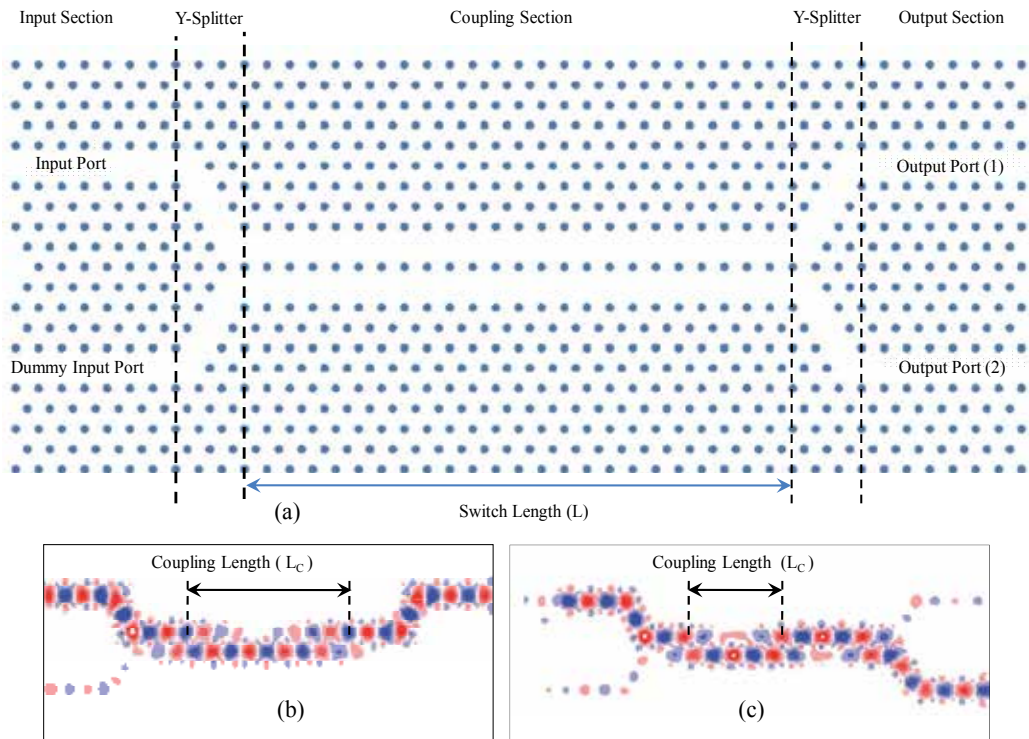 Input Section Y-Splitter Coupling Section Y-Splitter Output Section
Input Port Output Port (1)
Dummy Input Port Output Port (2)
(a) Switch Length (L)
Coupling Length ( L_C) Coupling Length (L_C)
(b) (c)